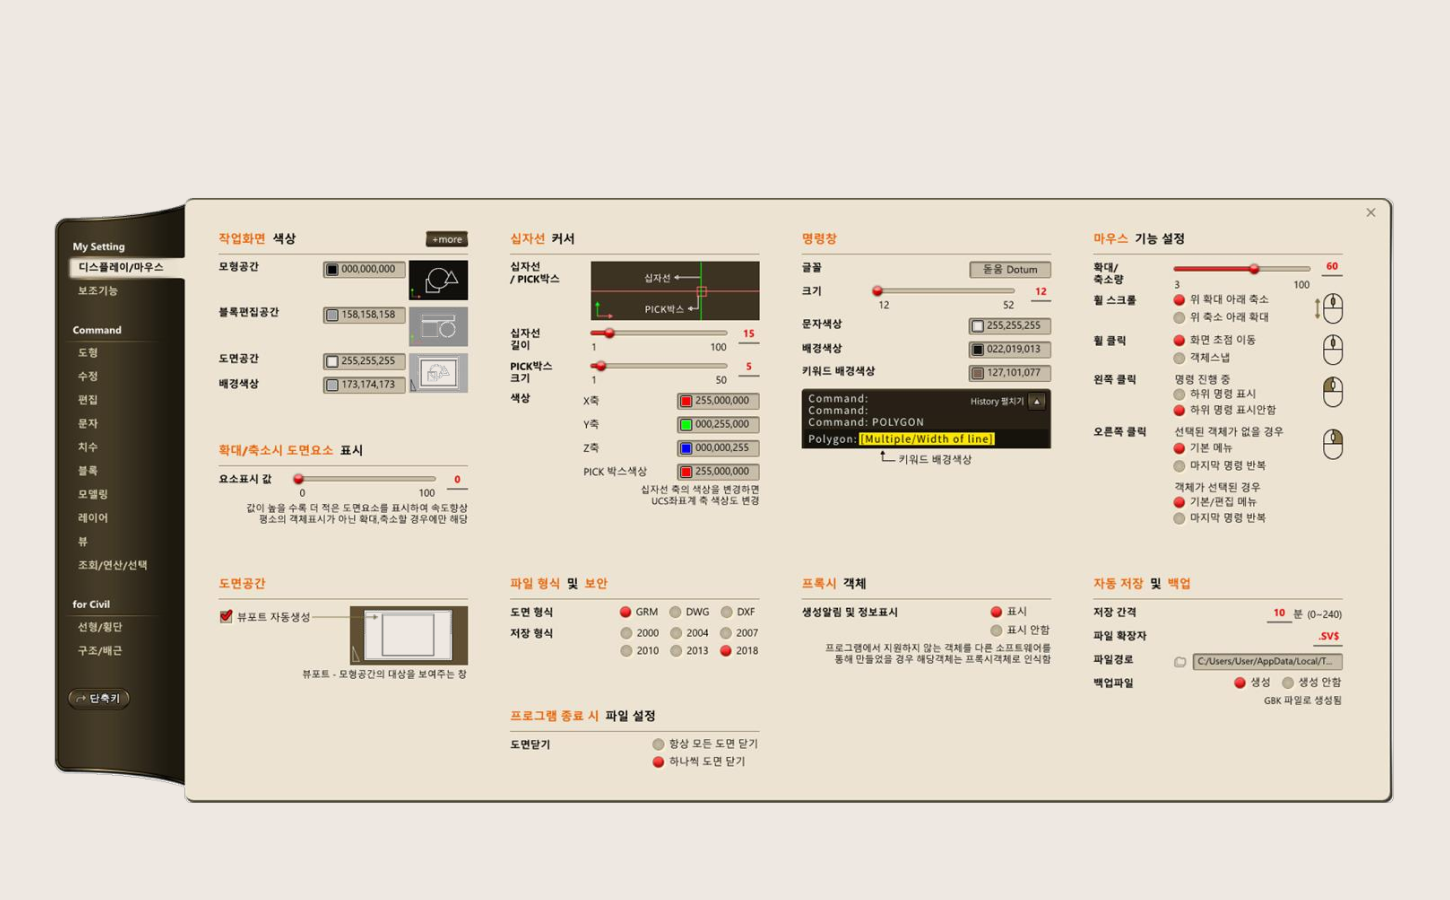 My Setting
디스플레이/마우스
보조기능
Command
도형
수정
편집
문자
치수
블록
모델링
레이어
뷰
조회/연산/선택
for Civil
선형/횡단
구조/배근
단축키
작업화면 색상
+more
모형공간
000,000,000
블록편집공간
158,158,158
도면공간
255,255,255
배경색상
173,174,173
확대/축소시 도면요소 표시
요소표시 값
0
0 100
값이 높을 수록 더 적은 도면요소를 표시하여 속도향상
평소의 객체표시가 아닌 확대,축소할 경우에만 해당
도면공간
뷰포트 자동생성
뷰포트 - 모형공간의 대상을 보여주는 창
십자선 커서
십자선
/ PICK박스
십자선
PICK박스
십자선
길이
15
1 100
PICK박스
크기
5
1 50
색상
X축
255,000,000
Y축
000,255,000
Z축
000,000,255
PICK 박스색상
255,000,000
십자선 축의 색상을 변경하면
UCS좌표계 축 색상도 변경
파일 형식 및 보안
도면 형식
GRM DWG DXF
저장 형식
2000 2004 2007
2010 2013 2018
프로그램 종료 시 파일 설정
도면닫기
항상 모든 도면 닫기
하나씩 도면 닫기
명령창
글꼴
돋움 Dotum
크기
12
12 52
문자색상
255,255,255
배경색상
022,019,013
키워드 배경색상
127,101,077
Command:
History 펼치기
Command:
Command: POLYGON
Polygon: [Multiple/Width of line]
키워드 배경색상
프록시 객체
생성알림 및 정보표시
표시
표시 안함
프로그램에서 지원하지 않는 객체를 다른 소프트웨어를
통해 만들었을 경우 해당객체는 프록시객체로 인식함
마우스 기능 설정
확대/
축소량
60
3 100
휠 스크롤
위 확대 아래 축소
위 축소 아래 확대
휠 클릭
화면 초점 이동
객체스냅
왼쪽 클릭
명령 진행 중
하위 명령 표시
하위 명령 표시안함
오른쪽 클릭
선택된 객체가 없을 경우
기본 메뉴
마지막 명령 반복
객체가 선택된 경우
기본/편집 메뉴
마지막 명령 반복
자동 저장 및 백업
저장 간격
10 분 (0~240)
파일 확장자
.SV$
파일경로
C:/Users/User/AppData/Local/T...
백업파일
생성 생성 안함
GBK 파일로 생성됨